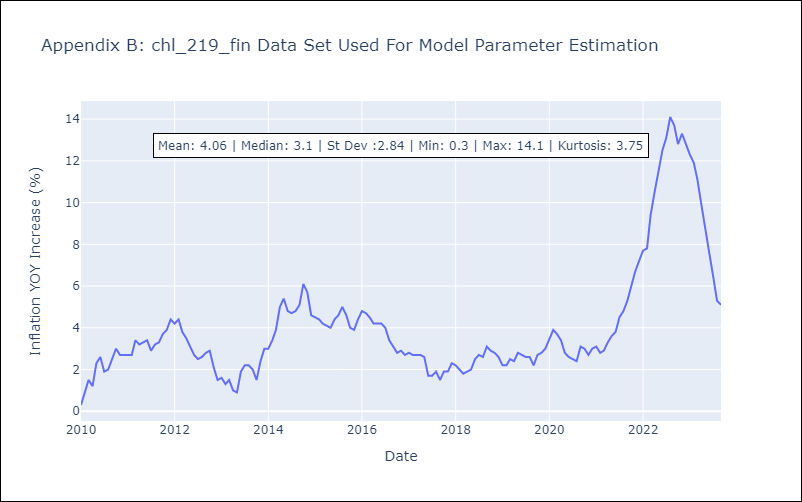 Appendix B: chl_219_fin Data Set Used For Model Parameter Estimation
Mean: 4.06 | Median: 3.1 | St Dev :2.84 | Min: 0.3 | Max: 14.1 | Kurtosis: 3.75
Inflation YOY Increase (%)
14
12
10
8
6
4
2
0
2010 2012 2014 2016 2018 2020 2022
Date